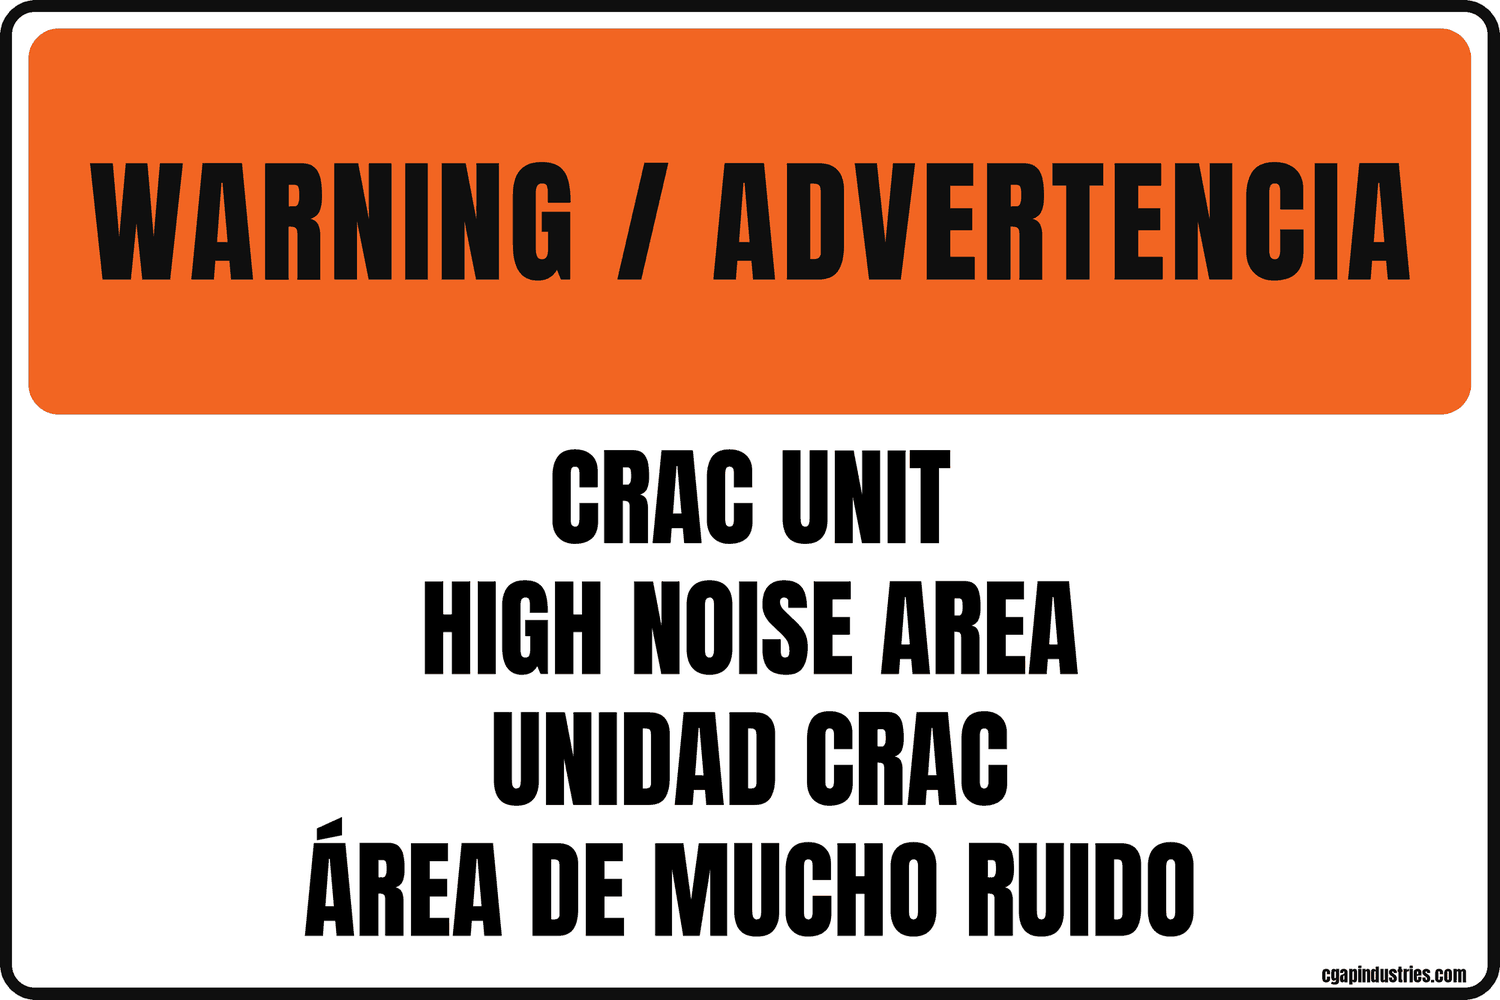 WARNING / ADVERTENCIA
CRAC UNIT
HIGH NOISE AREA
UNIDAD CRAC
ÁREA DE MUCHO RUIDO
cgapindustries.com